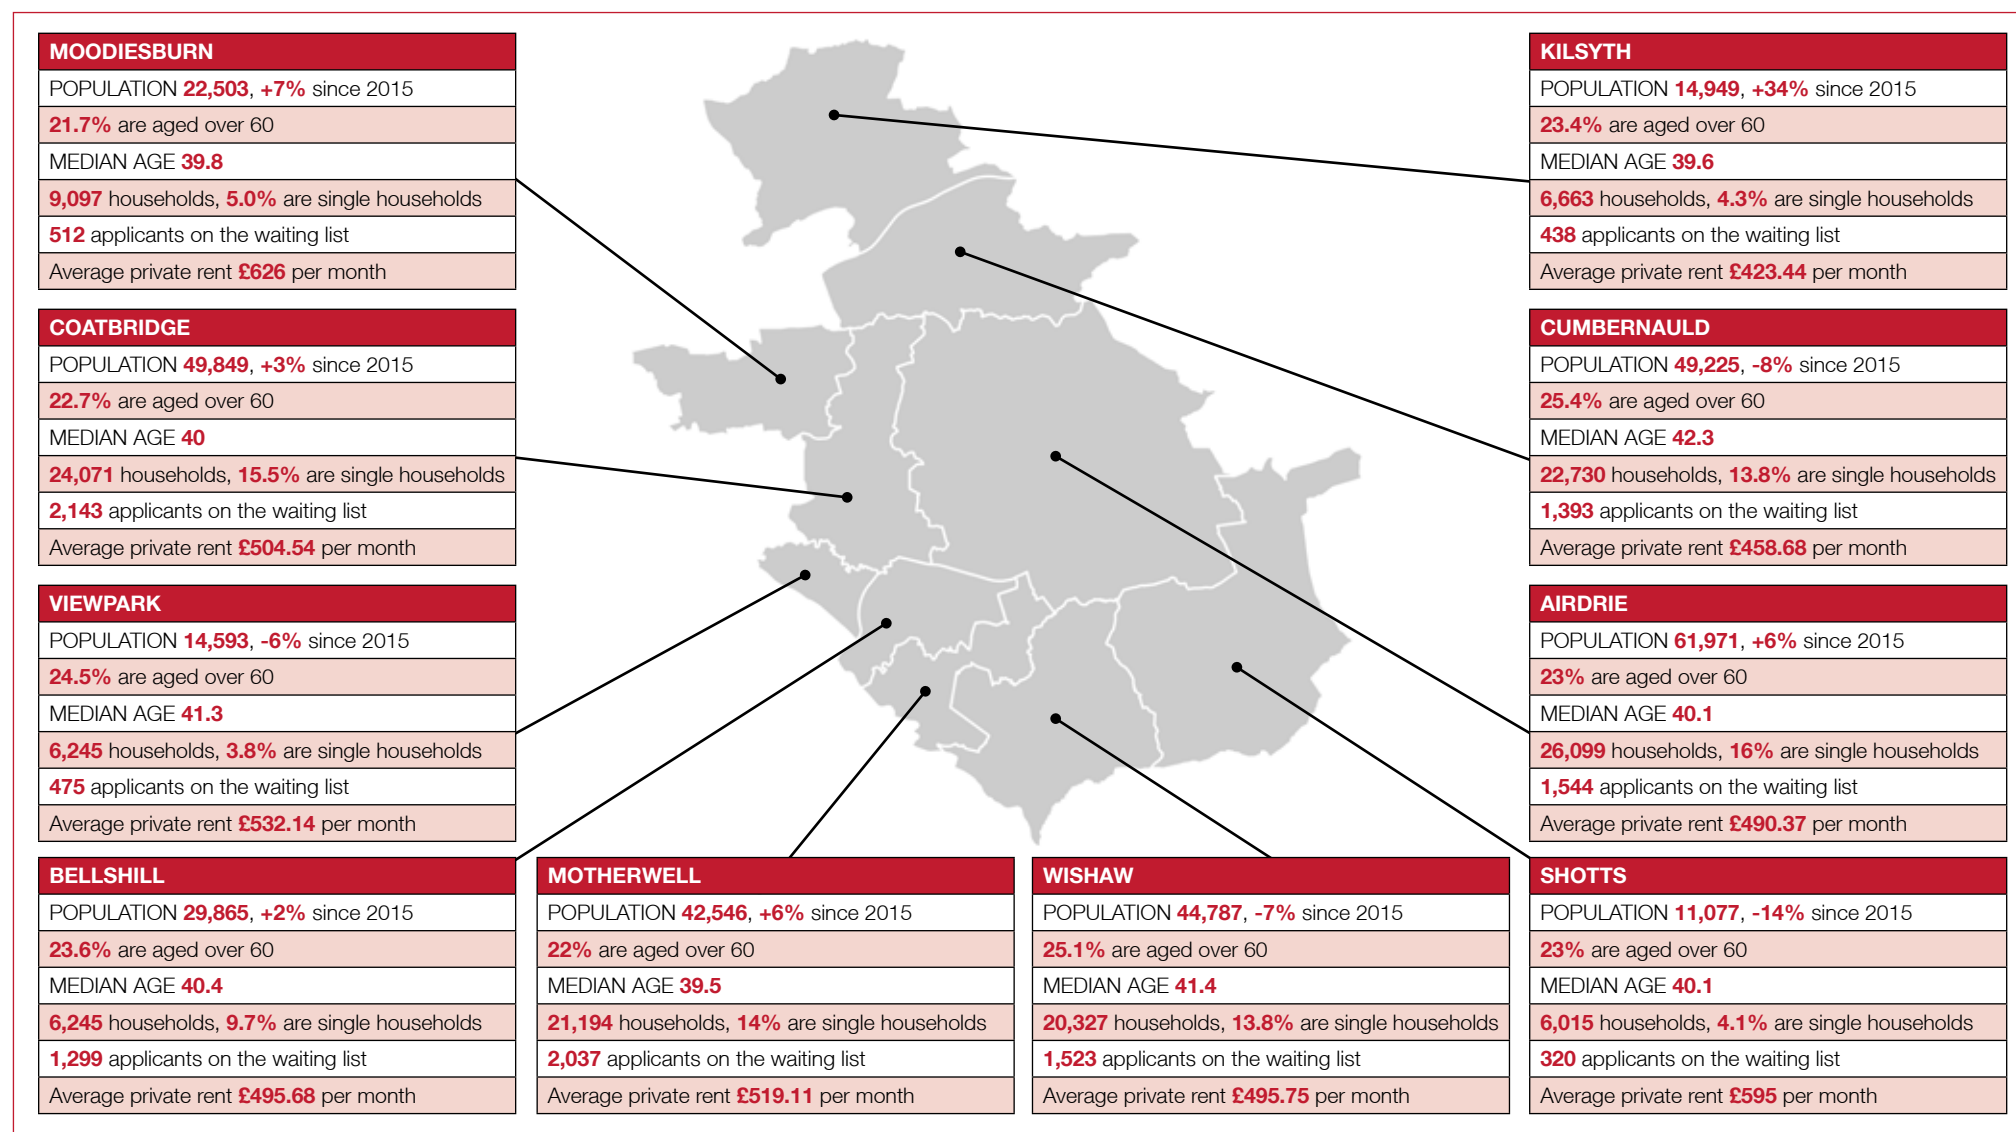 MOODIESBURN
POPULATION 22,503, +7% since 2015
21.7% are aged over 60
MEDIAN AGE 39.8
9,097 households, 5.0% are single households
512 applicants on the waiting list
Average private rent £626 per month
COATBRIDGE
POPULATION 49,849, +3% since 2015
22.7% are aged over 60
MEDIAN AGE 40
24,071 households, 15.5% are single households
2,143 applicants on the waiting list
Average private rent £504.54 per month
VIEWPARK
POPULATION 14,593, -6% since 2015
24.5% are aged over 60
MEDIAN AGE 41.3
6,245 households, 3.8% are single households
475 applicants on the waiting list
Average private rent £532.14 per month
BELLSHILL
POPULATION 29,865, +2% since 2015
23.6% are aged over 60
MEDIAN AGE 40.4
6,245 households, 9.7% are single households
1,299 applicants on the waiting list
Average private rent £495.68 per month
MOTHERWELL
POPULATION 42,546, +6% since 2015
22% are aged over 60
MEDIAN AGE 39.5
21,194 households, 14% are single households
2,037 applicants on the waiting list
Average private rent £519.11 per month
WISHAW
POPULATION 44,787, -7% since 2015
25.1% are aged over 60
MEDIAN AGE 41.4
20,327 households, 13.8% are single households
1,523 applicants on the waiting list
Average private rent £495.75 per month
KILSYTH
POPULATION 14,949, +34% since 2015
23.4% are aged over 60
MEDIAN AGE 39.6
6,663 households, 4.3% are single households
438 applicants on the waiting list
Average private rent £423.44 per month
CUMBERNAULD
POPULATION 49,225, -8% since 2015
25.4% are aged over 60
MEDIAN AGE 42.3
22,730 households, 13.8% are single households
1,393 applicants on the waiting list
Average private rent £458.68 per month
AIRDRIE
POPULATION 61,971, +6% since 2015
23% are aged over 60
MEDIAN AGE 40.1
26,099 households, 16% are single households
1,544 applicants on the waiting list
Average private rent £490.37 per month
SHOTTS
POPULATION 11,077, -14% since 2015
23% are aged over 60
MEDIAN AGE 40.1
6,015 households, 4.1% are single households
320 applicants on the waiting list
Average private rent £595 per month